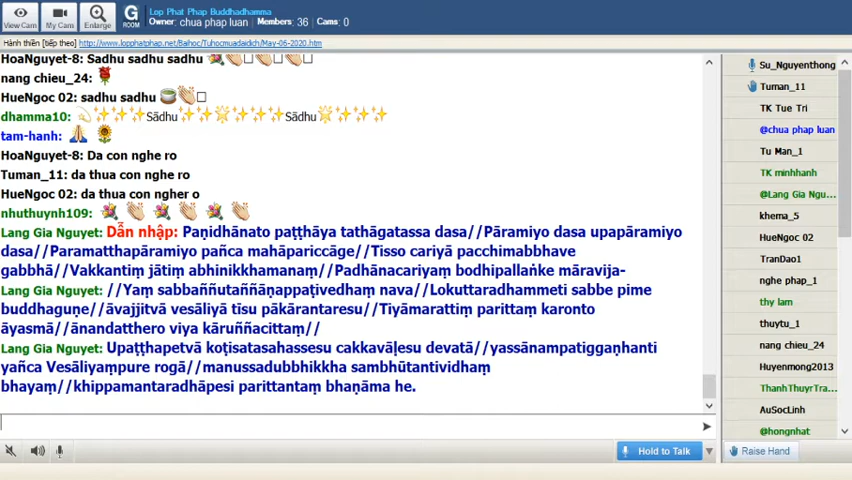 Lop Phat Phap Buddhadhamma
Owner: chua phap luan Members: 36 Cams: 0
View Cam
My Cam
Enlarge
G
ROOM
Hành thiền [tiếp theo] http://www.lopphatphap.net/Baihoc/Tuhocmuadaidich/May-06-2020.htm
HoaNguyet-8: Sadhu sadhu sadhu
nang chieu_24:
HueNgoc 02: sadhu sadhu
dhamma10: Sādhu Sādhu
tam-hanh:
HoaNguyet-8: Da con nghe ro
Tuman_11: da thua con nghe ro
HueNgoc 02: da thua con ngher o
nhuthuynh109:
Lang Gia Nguyet: Dẫn nhập: Paṇidhānato paṭṭhāya tathāgatassa dasa//Pāramiyo dasa upapāramiyo
dasa//Paramatthapāramiyo pañca mahāpariccāge//Tisso cariyā pacchimabbhave
gabbhā//Vakkantiṃ jātiṃ abhinikkhamanaṃ//Padhānacariyaṃ bodhipallaṅke māravija-
Lang Gia Nguyet: //Yaṃ sabbaññutaññāṇappaṭivedhaṃ nava//Lokuttaradhammeti sabbe pime
buddhaguṇe//āvajjitvā vesāliyā tīsu pākārantaresu//Tiyāmarattiṃ parittaṃ karonto
āyasmā//ānandatthero viya kāruññacittaṃ//
Lang Gia Nguyet: Upaṭṭhapetvā koṭisatasahassesu cakkavāḷesu devatā//yassānampatiggaṇhanti
yañca Vesāliyaṃpure rogā//manussadubbhikkha sambhūtantividhaṃ
bhayaṃ//khippamantaradhāpesi parittantaṃ bhaṇāma he.
Su_Nguyenthong
Tuman_11
TK Tue Tri
@chua phap luan
Tu Man_1
TK minhhanh
@Lang Gia Ngu...
khema_5
HueNgoc 02
TranDao1
nghe phap_1
thy lam
thuytu_1
nang chieu_24
Huyenmong2013
ThanhThuyrTra...
AuSocLinh
@hongnhat
Hold to Talk
Raise Hand